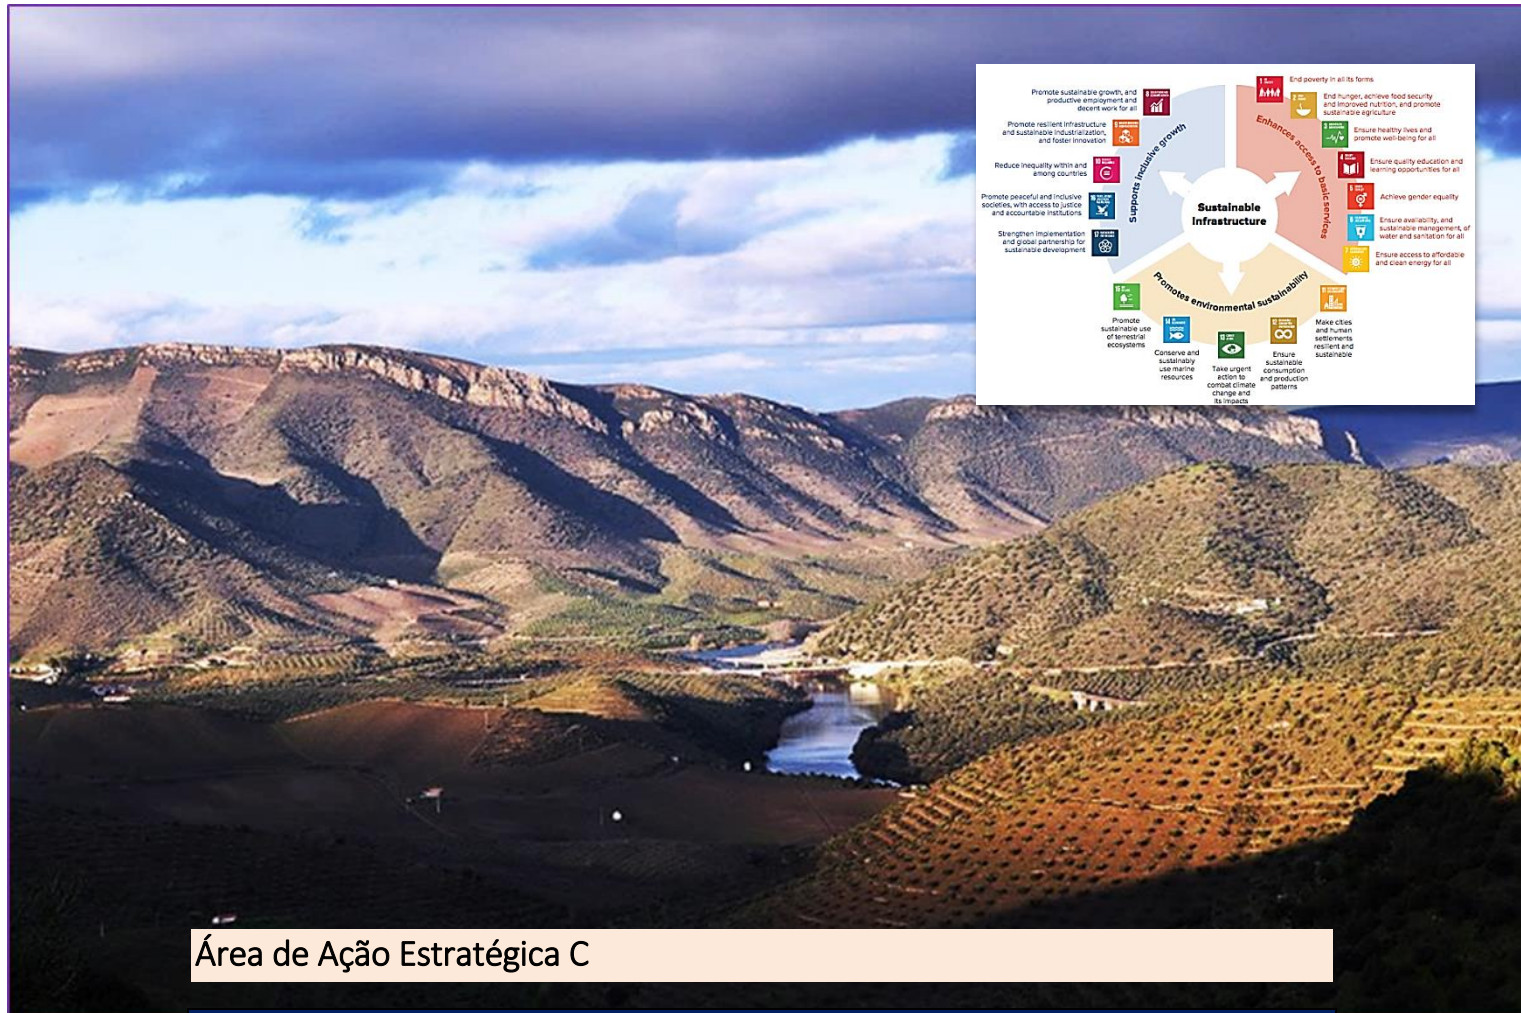 Promote sustainable growth, and
productive employment and
decent work for all
Promote resilient infrastructure
and sustainable industrialization,
and foster innovation
Reduce inequality within and
among countries
Promote peaceful and inclusive
societies, with access to justice
and accountable institutions
Strengthen implementation
and global partnership for
sustainable development
Supports inclusive growth
Sustainable
Infrastructure
Enhances access to basic services
End poverty in all its forms
End hunger, achieve food security
and improved nutrition, and promote
sustainable agriculture
Ensure healthy lives and
promote well-being for all
Ensure quality education and
learning opportunities for all
Achieve gender equality
Ensure availability, and
sustainable management, of
water and sanitation for all
Ensure access to affordable
and clean energy for all
Promotes environmental sustainability
Promote
sustainable use
of terrestrial
ecosystems
Conserve and
sustainably
use marine
resources
Take urgent
action to
combat climate
change and
its impacts
Ensure
sustainable
consumption
and production
patterns
Make cities
and human
settlements
resilient and
sustainable
Área de Ação Estratégica C